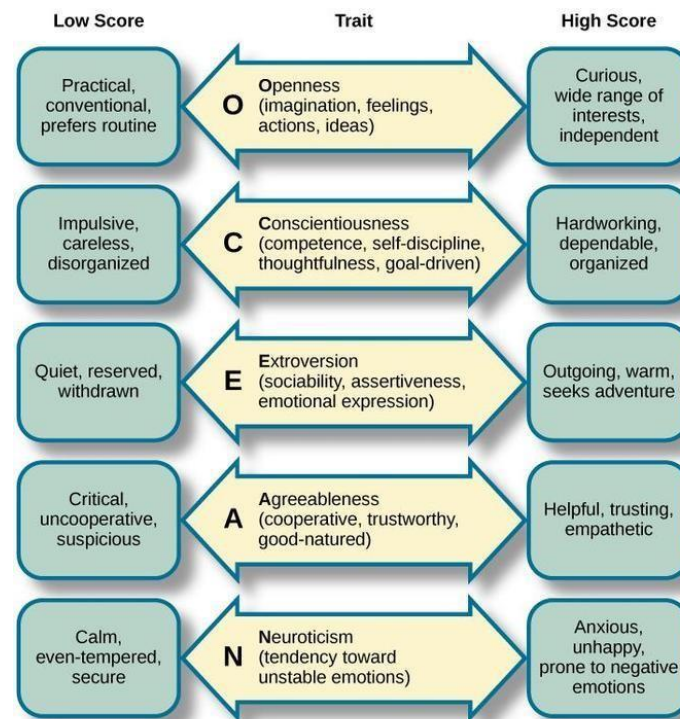 Low Score
Trait
High Score
Practical,
conventional,
prefers routine
O
Openness
(imagination, feelings,
actions, ideas)
Curious,
wide range of
interests,
independent
Impulsive,
careless,
disorganized
C
Conscientiousness
(competence, self-discipline,
thoughtfulness, goal-driven)
Hardworking,
dependable,
organized
Quiet, reserved,
withdrawn
E
Extroversion
(sociability, assertiveness,
emotional expression)
Outgoing, warm,
seeks adventure
Critical,
uncooperative,
suspicious
A
Agreeableness
(cooperative, trustworthy,
good-natured)
Helpful, trusting,
empathetic
Calm,
even-tempered,
secure
N
Neuroticism
(tendency toward
unstable emotions)
Anxious,
unhappy,
prone to negative
emotions